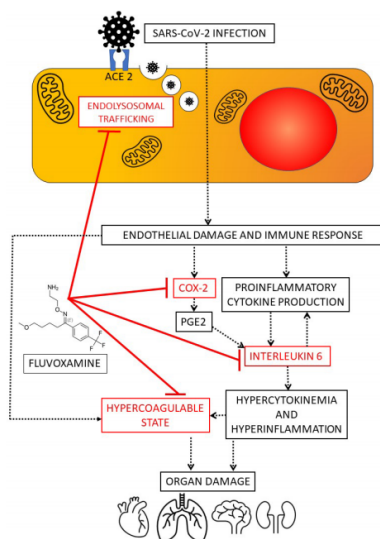 SARS-CoV-2 INFECTION
ACE 2
ENDOLYSOSOMAL
TRAFFICKING
ENDOTHELIAL DAMAGE AND IMMUNE RESPONSE
COX-2
PROINFLAMMATORY
CYTOKINE PRODUCTION
NH₂
PGE2
O
N
O
F
F
F
FLUVOXAMINE
INTERLEUKIN 6
HYPERCOAGULABLE
STATE
HYPERCYTOKINEMIA
AND
HYPERINFLAMMATION
ORGAN DAMAGE